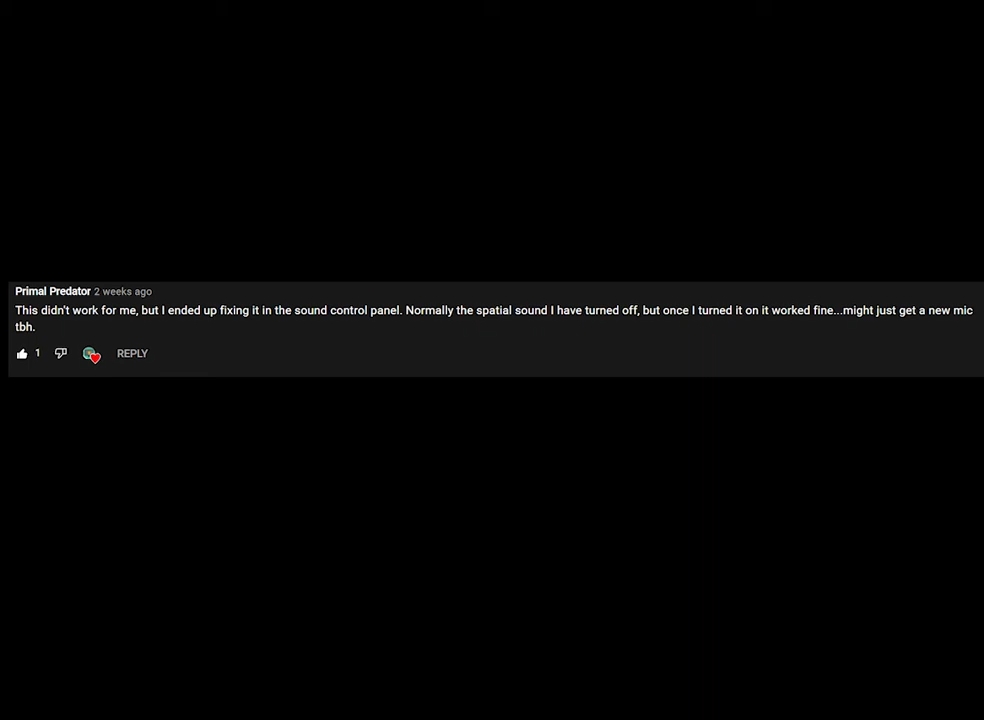 Primal Predator 2 weeks ago
This didn't work for me, but I ended up fixing it in the sound control panel. Normally the spatial sound I have turned off, but once I turned it on it worked fine...might just get a new mic
tbh.
1 REPLY